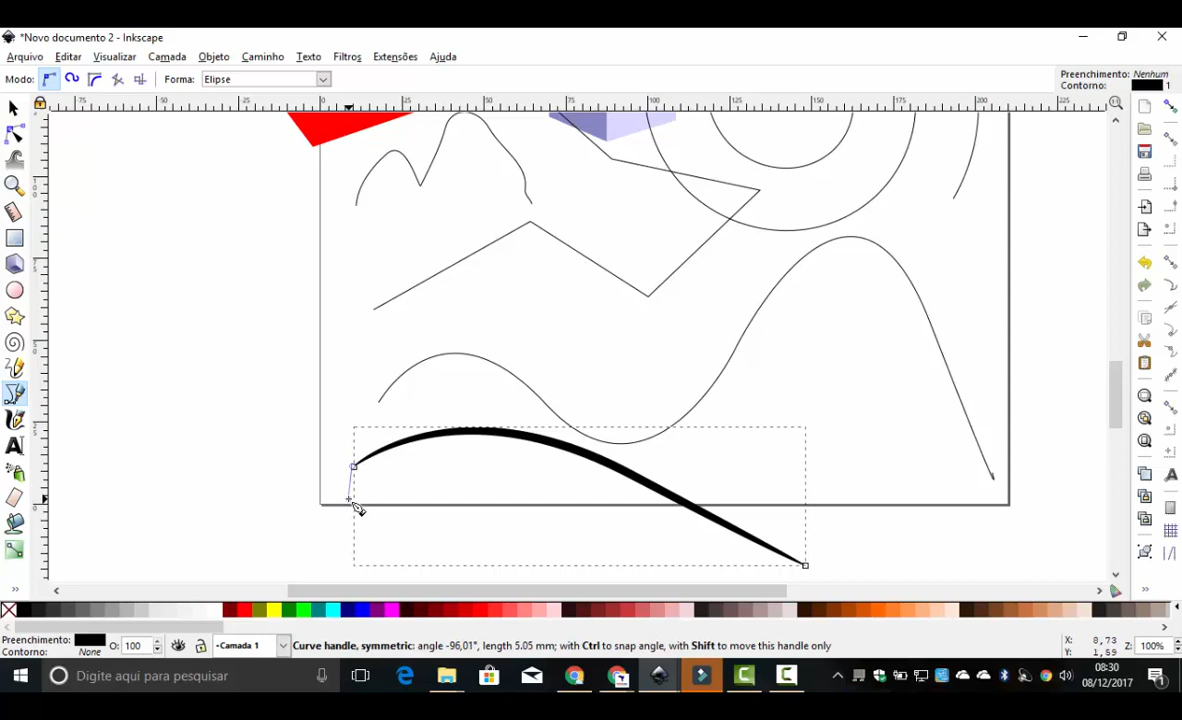 *Novo documento 2 - Inkscape
Arquivo Editar Visualizar Camada Objeto Caminho Texto Filtros Extensões Ajuda
Modo: Forma: Elipse
Preenchimento: Nenhum
Contorno: 1
-75 -25 0 25 50 75 100 125 150 175 200 225
Preenchimento: O: 100 •Camada 1 Curve handle, symmetric: angle -96,01°, length 5.05 mm; with Ctrl to snap angle, with Shift to move this handle only X: 8,73 Z: 100%
Contorno: None Y: 1,59
Digite aqui para pesquisar
08:30
08/12/2017